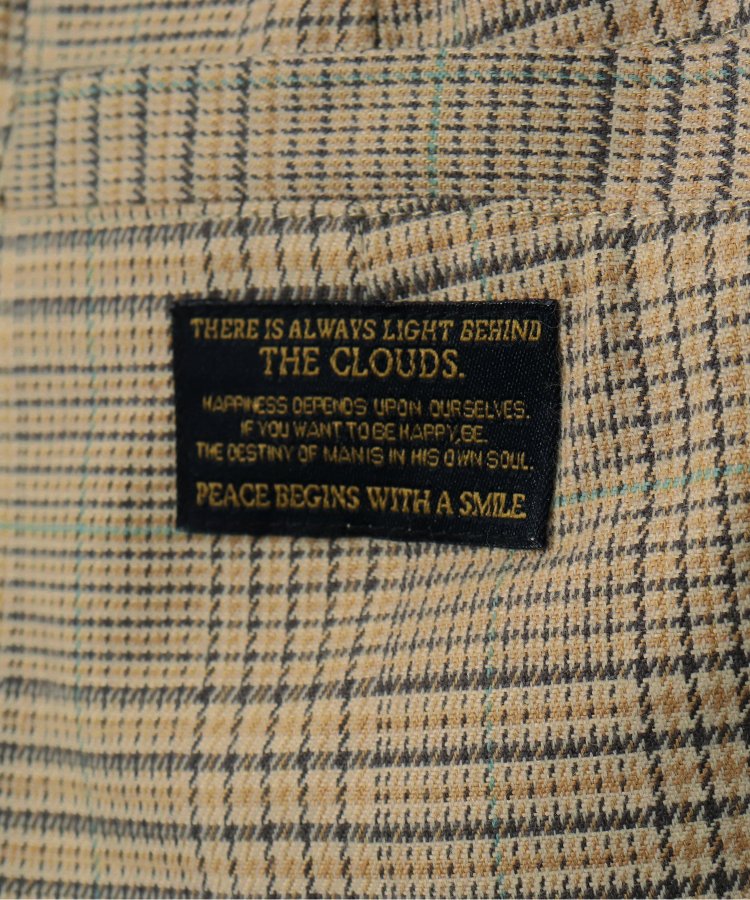 THERE IS ALWAYS LIGHT BEHIND
THE CLOUDS.
HAPPINESS DEPENDS UPON OURSELVES.
IF YOU WANT TO BE HAPPY, BE.
THE DESTINY OF MAN IS IN HIS OWN SOUL.
PEACE BEGINS WITH A SMILE